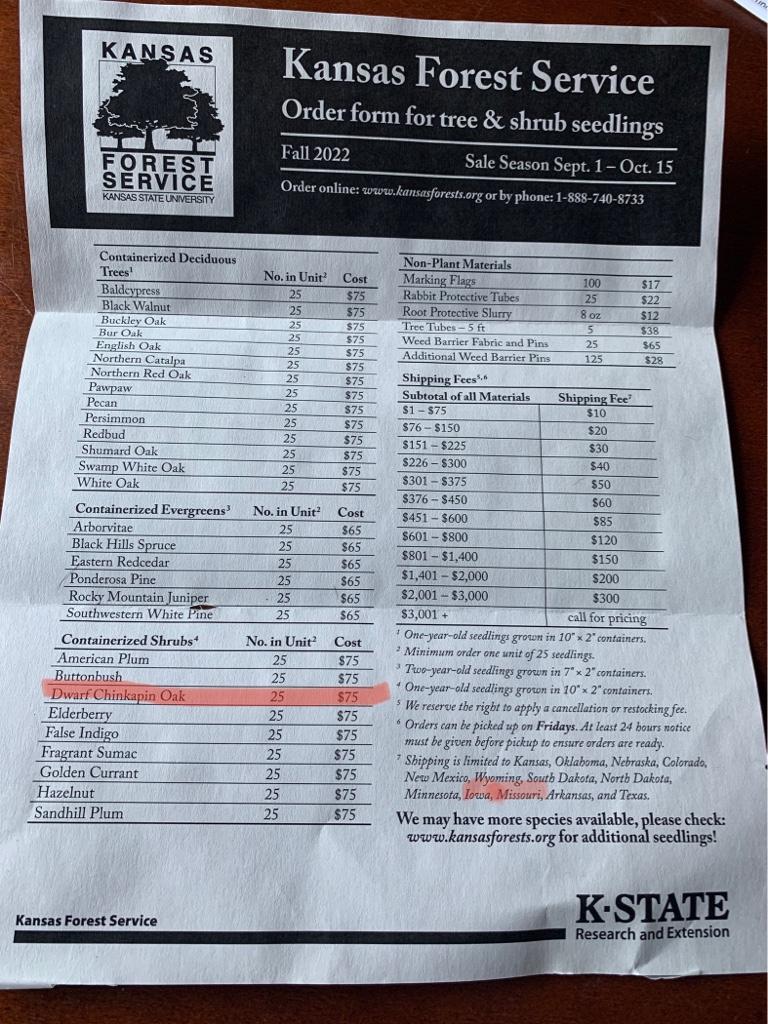 KANSAS
FOREST
SERVICE
KANSAS STATE UNIVERSITY
Kansas Forest Service
Order form for tree & shrub seedlings
Fall 2022 Sale Season Sept. 1 – Oct. 15
Order online: www.kansasforests.org or by phone: 1-888-740-8733
Containerized Deciduous
Trees¹ No. in Unit² Cost
Baldcypress 25 $75
Black Walnut 25 $75
Buckley Oak 25 $75
Bur Oak 25 $75
English Oak 25 $75
Northern Catalpa 25 $75
Northern Red Oak 25 $75
Pawpaw 25 $75
Pecan 25 $75
Persimmon 25 $75
Redbud 25 $75
Shumard Oak 25 $75
Swamp White Oak 25 $75
White Oak 25 $75
Containerized Evergreens³ No. in Unit² Cost
Arborvitae 25 $65
Black Hills Spruce 25 $65
Eastern Redcedar 25 $65
Ponderosa Pine 25 $65
Rocky Mountain Juniper 25 $65
Southwestern White Pine 25 $65
Containerized Shrubs⁴ No. in Unit² Cost
American Plum 25 $75
Buttonbush 25 $75
Dwarf Chinkapin Oak 25 $75
Elderberry 25 $75
False Indigo 25 $75
Fragrant Sumac 25 $75
Golden Currant 25 $75
Hazelnut 25 $75
Sandhill Plum 25 $75
Non-Plant Materials
Marking Flags 100 $17
Rabbit Protective Tubes 25 $22
Root Protective Slurry 8 oz $12
Tree Tubes – 5 ft 5 $38
Weed Barrier Fabric and Pins 25 $65
Additional Weed Barrier Pins 125 $28
Shipping Fees⁵,⁶
Subtotal of all Materials Shipping Fee⁷
$1 – $75 $10
$76 – $150 $20
$151 – $225 $30
$226 – $300 $40
$301 – $375 $50
$376 – $450 $60
$451 – $600 $85
$601 – $800 $120
$801 – $1,400 $150
$1,401 – $2,000 $200
$2,001 – $3,000 $300
$3,001 + call for pricing
¹ One-year-old seedlings grown in 10" × 2" containers.
² Minimum order one unit of 25 seedlings.
³ Two-year-old seedlings grown in 7" × 2" containers.
⁴ One-year-old seedlings grown in 10" × 2" containers.
⁵ We reserve the right to apply a cancellation or restocking fee.
⁶ Orders can be picked up on Fridays. At least 24 hours notice
must be given before pickup to ensure orders are ready.
⁷ Shipping is limited to Kansas, Oklahoma, Nebraska, Colorado,
New Mexico, Wyoming, South Dakota, North Dakota,
Minnesota, Iowa, Missouri, Arkansas, and Texas.
We may have more species available, please check:
www.kansasforests.org for additional seedlings!
Kansas Forest Service
K-STATE
Research and Extension